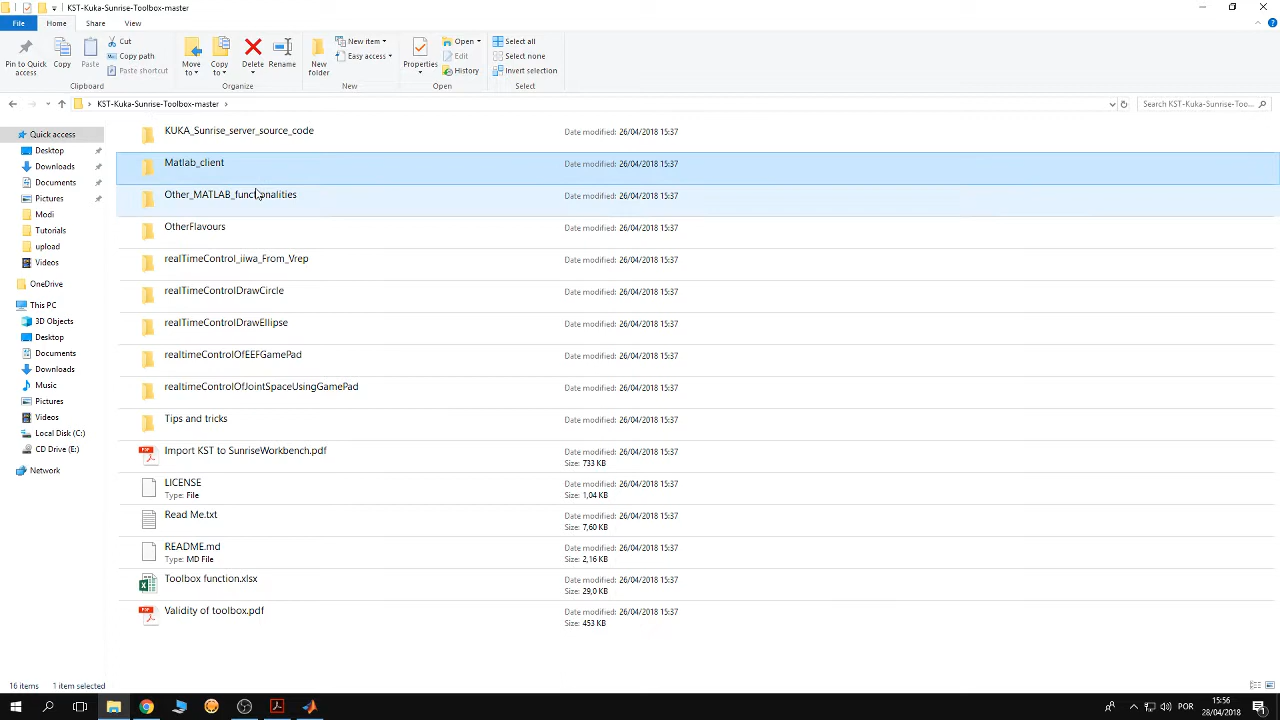 KST-Kuka-Sunrise-Toolbox-master
File Home Share View
Pin to Quick access
Copy
Paste
Cut
Copy path
Paste shortcut
Clipboard
Move to
Copy to
Delete
Rename
Organize
New folder
New item
Easy access
New
Properties
Open
Edit
History
Open
Select all
Select none
Invert selection
Select
KST-Kuka-Sunrise-Toolbox-master
Search KST-Kuka-Sunrise-Too...
Quick access
Desktop
Downloads
Documents
Pictures
Modi
Tutorials
upload
Videos
OneDrive
This PC
3D Objects
Desktop
Documents
Downloads
Music
Pictures
Videos
Local Disk (C:)
CD Drive (E:)
Network
KUKA_Sunrise_server_source_code Date modified: 26/04/2018 15:37
Matlab_client Date modified: 26/04/2018 15:37
Other_MATLAB_functionalities Date modified: 26/04/2018 15:37
OtherFlavours Date modified: 26/04/2018 15:37
realTimeControl_iiwa_From_Vrep Date modified: 26/04/2018 15:37
realTimeControlDrawCircle Date modified: 26/04/2018 15:37
realTimeControlDrawEllipse Date modified: 26/04/2018 15:37
realtimeControlOfEEFGamePad Date modified: 26/04/2018 15:37
realtimeControlOfJointSpaceUsingGamePad Date modified: 26/04/2018 15:37
Tips and tricks Date modified: 26/04/2018 15:37
Import KST to SunriseWorkbench.pdf Date modified: 26/04/2018 15:37
Size: 733 KB
LICENSE Date modified: 26/04/2018 15:37
Type: File Size: 1,04 KB
Read Me.txt Date modified: 26/04/2018 15:37
Size: 7,60 KB
README.md Date modified: 26/04/2018 15:37
Type: MD File Size: 2,16 KB
Toolbox function.xlsx Date modified: 26/04/2018 15:37
Size: 29,0 KB
Validity of toolbox.pdf Date modified: 26/04/2018 15:37
Size: 453 KB
16 items 1 item selected
POR
15:56
28/04/2018